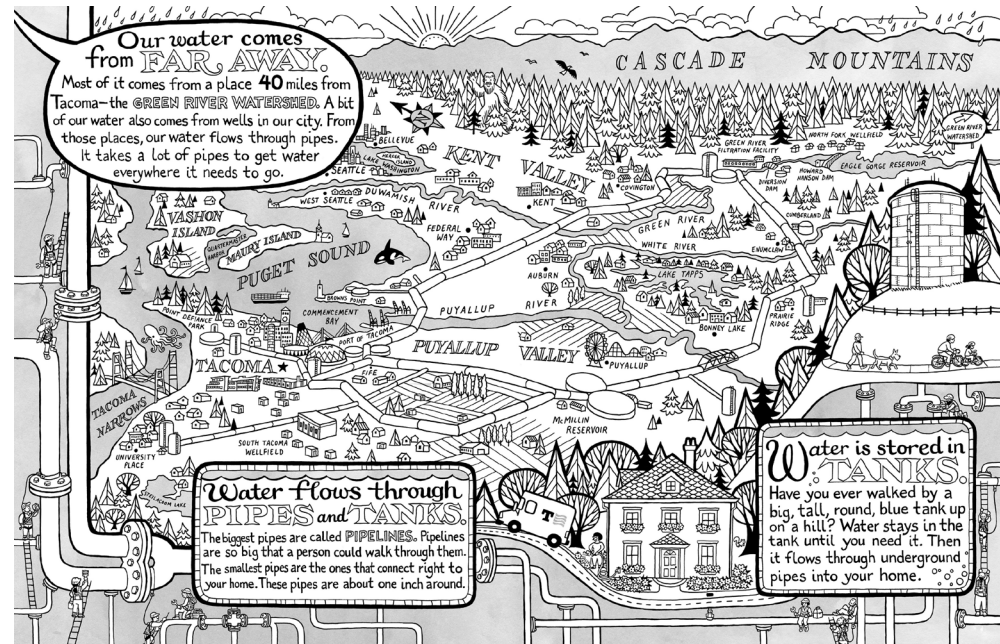 Our water comes
from FAR AWAY.
Most of it comes from a place 40 miles from
Tacoma—the GREEN RIVER WATERSHED. A bit
of our water also comes from wells in our city. From
those places, our water flows through pipes.
It takes a lot of pipes to get water
everywhere it needs to go.
CASCADE MOUNTAINS
GREEN RIVER
WATERSHED
NORTH FORK WELLFIELD
GREEN RIVER
FILTRATION FACILITY
EAGLE GORGE RESERVOIR
HOWARD
HANSON DAM
DIVERSION
DAM
BELLEVUE
MERCER
ISLAND
LAKE WASHINGTON
SEATTLE
WEST SEATTLE
DUWAMISH RIVER
KENT
VALLEY
COVINGTON
KENT
CUMBERLAND
VASHON
ISLAND
QUARTERMASTER
HARBOR
MAURY ISLAND
FEDERAL
WAY
GREEN RIVER
WHITE RIVER
ENUMCLAW
PUGET SOUND
AUBURN
LAKE TAPPS
BROWNS POINT
POINT DEFIANCE
PARK
COMMENCEMENT
BAY
PUYALLUP RIVER
PRAIRIE
RIDGE
BONNEY LAKE
PORT OF TACOMA
PUYALLUP VALLEY
PUYALLUP
TACOMA
FIFE
TACOMA
NARROWS
McMILLIN
RESERVOIR
SOUTH TACOMA
WELLFIELD
UNIVERSITY
PLACE
STEILACOOM LAKE
Water flows through
PIPES and TANKS.
The biggest pipes are called PIPELINES. Pipelines
are so big that a person could walk through them.
The smallest pipes are the ones that connect right to
your home. These pipes are about one inch around.
T
Water is stored in
TANKS.
Have you ever walked by a
big, tall, round, blue tank up
on a hill? Water stays in the
tank until you need it. Then
it flows through underground
pipes into your home.